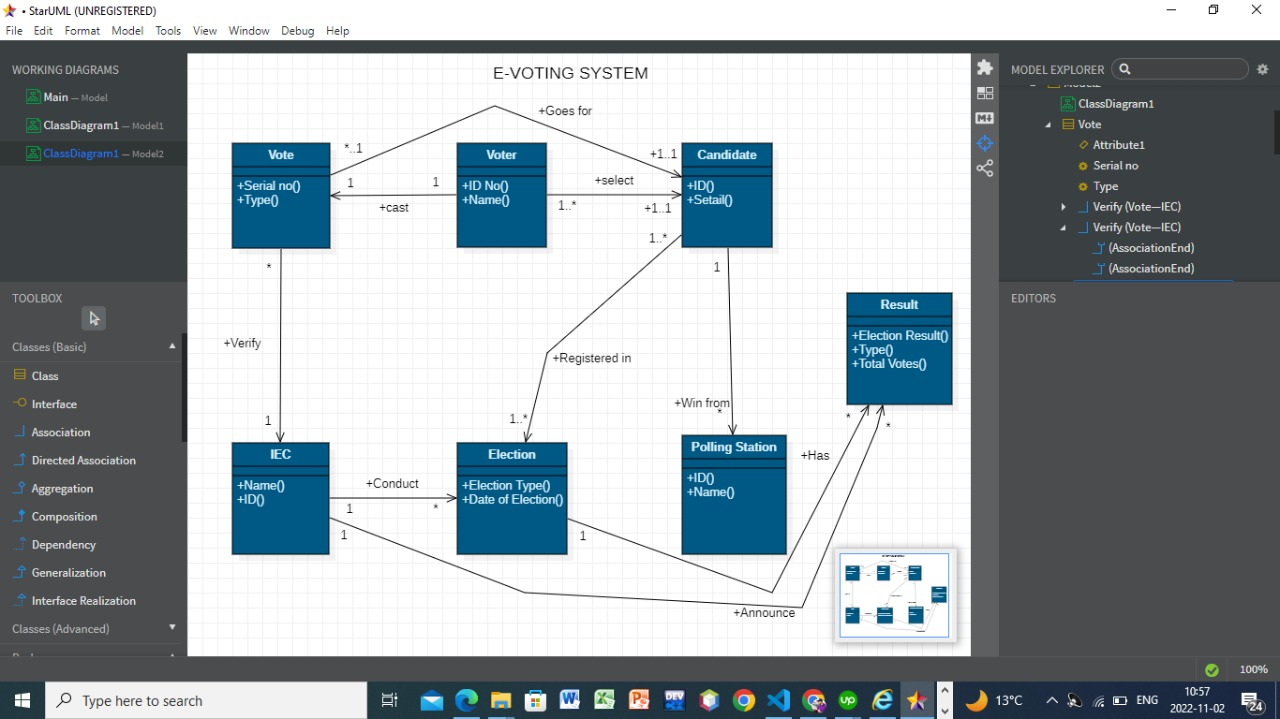 • StarUML (UNREGISTERED)
File Edit Format Model Tools View Window Debug Help
WORKING DIAGRAMS
Main — Model
ClassDiagram1 — Model1
ClassDiagram1 — Model2
TOOLBOX
Classes (Basic)
Class
Interface
Association
Directed Association
Aggregation
Composition
Dependency
Generalization
Interface Realization
Classes (Advanced)
E-VOTING SYSTEM
+Goes for
*..1
+1..1
Vote
+Serial no()
+Type()
Voter
+ID No()
+Name()
Candidate
+ID()
+Setail()
1
1
+cast
+select
1..*
+1..1
1..*
*
1
+Verify
1
+Registered in
1..*
+Win from
*
Result
+Election Result()
+Type()
+Total Votes()
*
*
IEC
+Name()
+ID()
+Conduct
1
*
1
Election
+Election Type()
+Date of Election()
1
Polling Station
+ID()
+Name()
+Has
+Announce
MODEL EXPLORER
ClassDiagram1
Vote
Attribute1
Serial no
Type
Verify (Vote—IEC)
Verify (Vote—IEC)
(AssociationEnd)
(AssociationEnd)
EDITORS
100%
Type here to search
13°C
ENG
10:57
2022-11-02
24